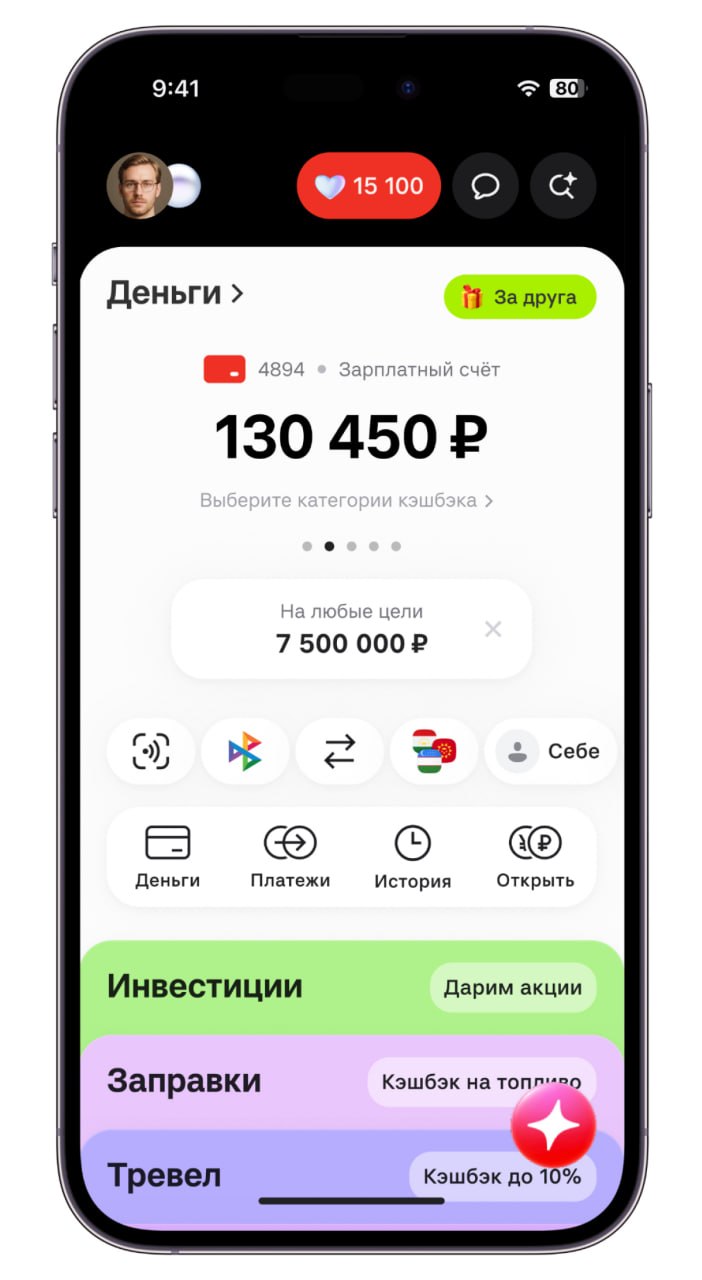 9:41
80
15 100
Деньги
За друга
4894 • Зарплатный счёт
130 450 ₽
Выберите категории кэшбэка
На любые цели
7 500 000 ₽
Себе
Деньги Платежи История Открыть
Инвестиции
Дарим акции
Заправки
Кэшбэк на топливо
Тревел
Кэшбэк до 10%